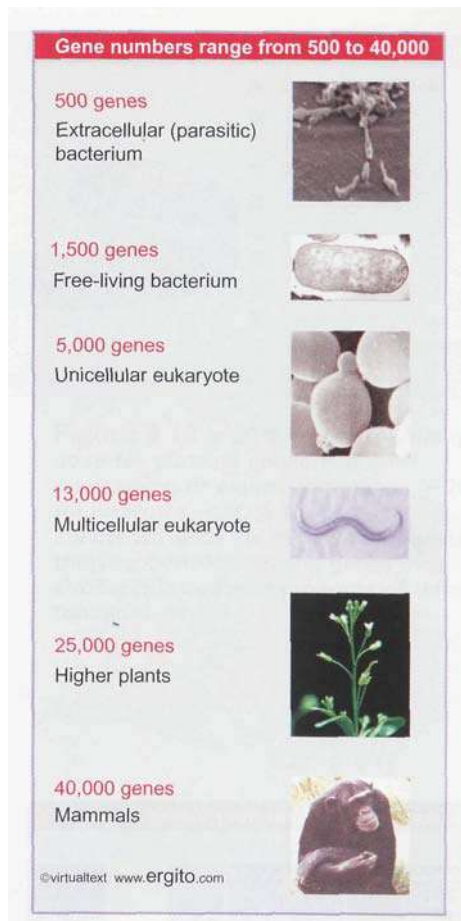 Gene numbers range from 500 to 40,000
500 genes
Extracellular (parasitic)
bacterium
1,500 genes
Free-living bacterium
5,000 genes
Unicellular eukaryote
13,000 genes
Multicellular eukaryote
25,000 genes
Higher plants
40,000 genes
Mammals
©virtualtext www.ergito.com